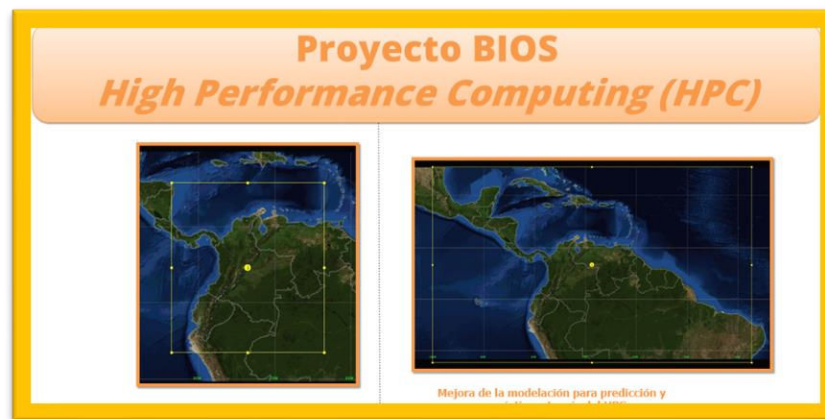 Proyecto BIOS
High Performance Computing (HPC)
Mejora de la modelación para predicción y